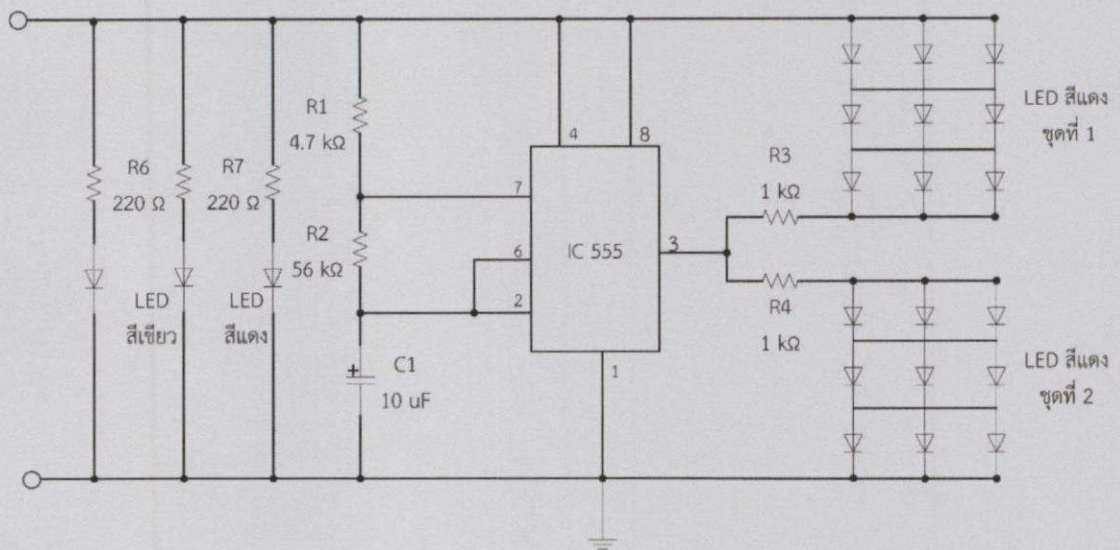 R6
220 Ω
LED
สีเขียว
R7
220 Ω
LED
สีแดง
R1
4.7 kΩ
R2
56 kΩ
C1
10 uF
+
4
8
7
6
2
3
1
IC 555
R3
1 kΩ
R4
1 kΩ
LED สีแดง
ชุดที่ 1
LED สีแดง
ชุดที่ 2